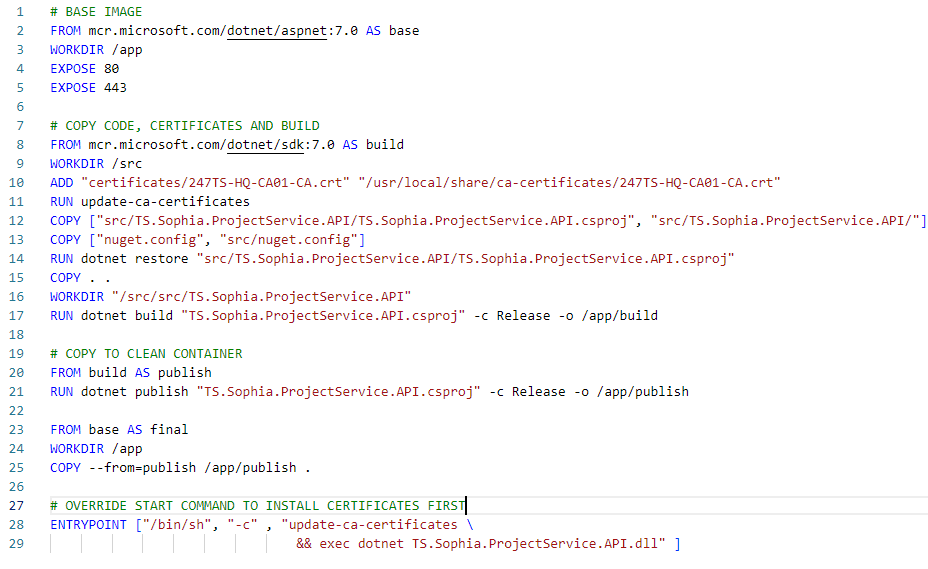 1 # BASE IMAGE
2 FROM mcr.microsoft.com/dotnet/aspnet:7.0 AS base
3 WORKDIR /app
4 EXPOSE 80
5 EXPOSE 443
6
7 # COPY CODE, CERTIFICATES AND BUILD
8 FROM mcr.microsoft.com/dotnet/sdk:7.0 AS build
9 WORKDIR /src
10 ADD "certificates/247TS-HQ-CA01-CA.crt" "/usr/local/share/ca-certificates/247TS-HQ-CA01-CA.crt"
11 RUN update-ca-certificates
12 COPY ["src/TS.Sophia.ProjectService.API/TS.Sophia.ProjectService.API.csproj", "src/TS.Sophia.ProjectService.API/"]
13 COPY ["nuget.config", "src/nuget.config"]
14 RUN dotnet restore "src/TS.Sophia.ProjectService.API/TS.Sophia.ProjectService.API.csproj"
15 COPY . .
16 WORKDIR "/src/src/TS.Sophia.ProjectService.API"
17 RUN dotnet build "TS.Sophia.ProjectService.API.csproj" -c Release -o /app/build
18
19 # COPY TO CLEAN CONTAINER
20 FROM build AS publish
21 RUN dotnet publish "TS.Sophia.ProjectService.API.csproj" -c Release -o /app/publish
22
23 FROM base AS final
24 WORKDIR /app
25 COPY --from=publish /app/publish .
26
27 # OVERRIDE START COMMAND TO INSTALL CERTIFICATES FIRST
28 ENTRYPOINT ["/bin/sh", "-c" , "update-ca-certificates \
29 && exec dotnet TS.Sophia.ProjectService.API.dll" ]